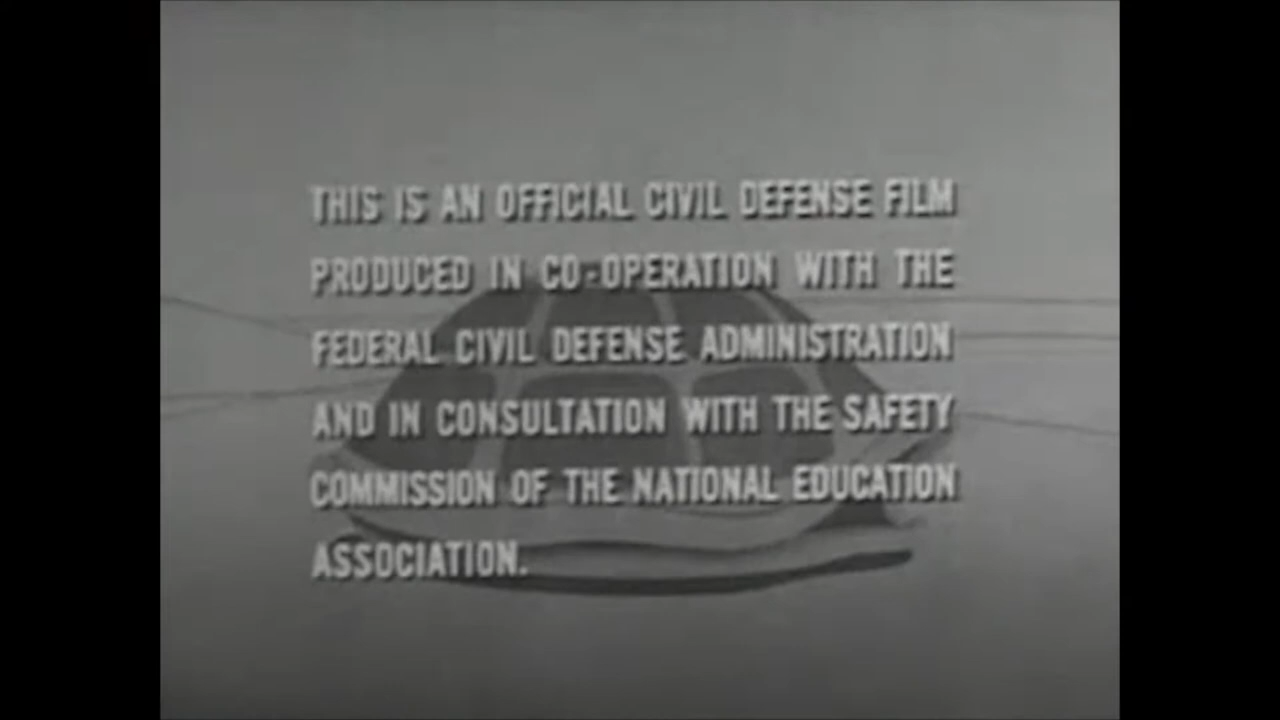 THIS IS AN OFFICIAL CIVIL DEFENSE FILM
PRODUCED IN CO-OPERATION WITH THE
FEDERAL CIVIL DEFENSE ADMINISTRATION
AND IN CONSULTATION WITH THE SAFETY
COMMISSION OF THE NATIONAL EDUCATION
ASSOCIATION.